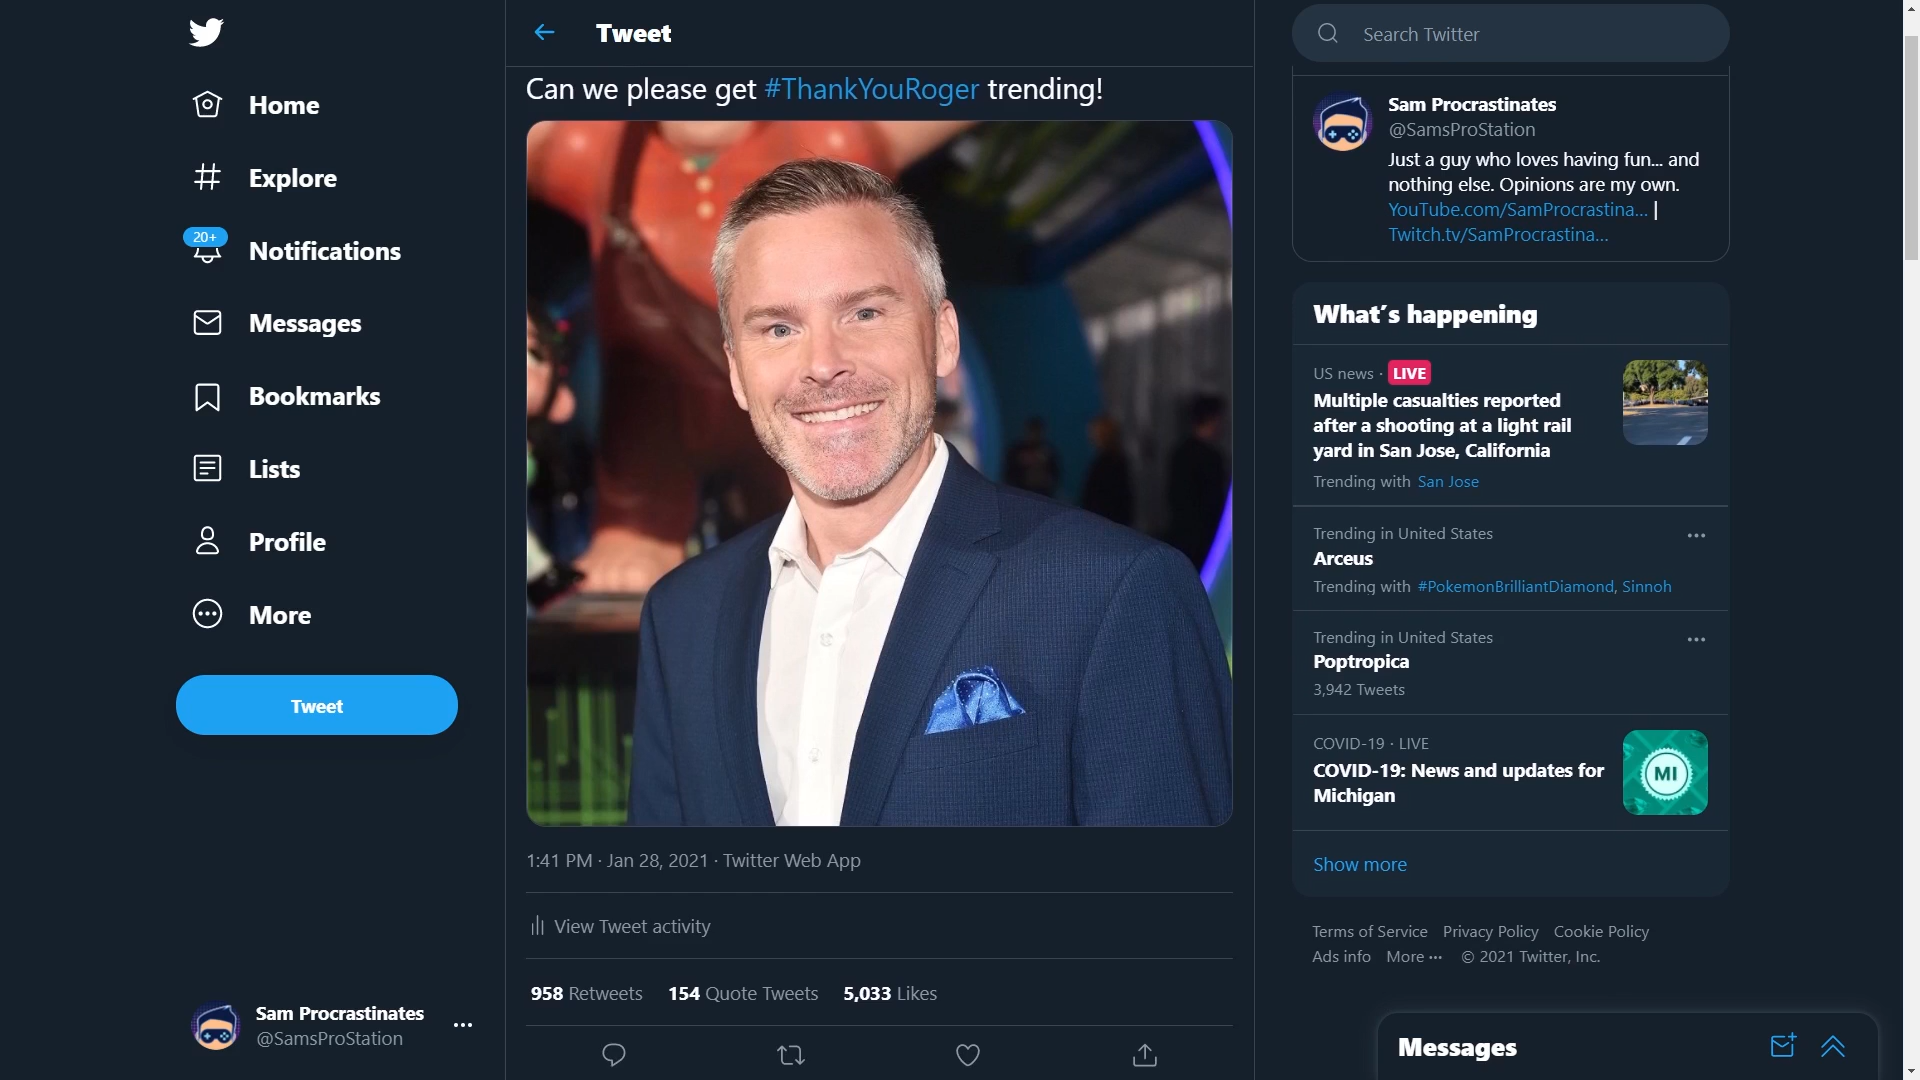 Home
Explore
20+
Notifications
Messages
Bookmarks
Lists
Profile
More
Tweet
Sam Procrastinates
@SamsProStation
Tweet
Can we please get #ThankYouRoger trending!
1:41 PM · Jan 28, 2021 · Twitter Web App
View Tweet activity
958 Retweets 154 Quote Tweets 5,033 Likes
Search Twitter
Sam Procrastinates
@SamsProStation
Just a guy who loves having fun... and
nothing else. Opinions are my own.
YouTube.com/SamProcrastina... |
Twitch.tv/SamProcrastina...
What's happening
US news · LIVE
Multiple casualties reported
after a shooting at a light rail
yard in San Jose, California
Trending with San Jose
Trending in United States
Arceus
Trending with #PokemonBrilliantDiamond, Sinnoh
Trending in United States
Poptropica
3,942 Tweets
COVID-19 · LIVE
COVID-19: News and updates for
Michigan
MI
Show more
Terms of Service Privacy Policy Cookie Policy
Ads info More ··· © 2021 Twitter, Inc.
Messages